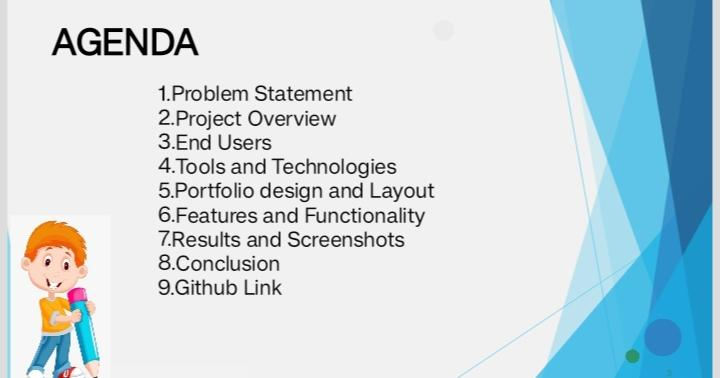 AGENDA
1.Problem Statement
2.Project Overview
3.End Users
4.Tools and Technologies
5.Portfolio design and Layout
6.Features and Functionality
7.Results and Screenshots
8.Conclusion
9.Github Link
3